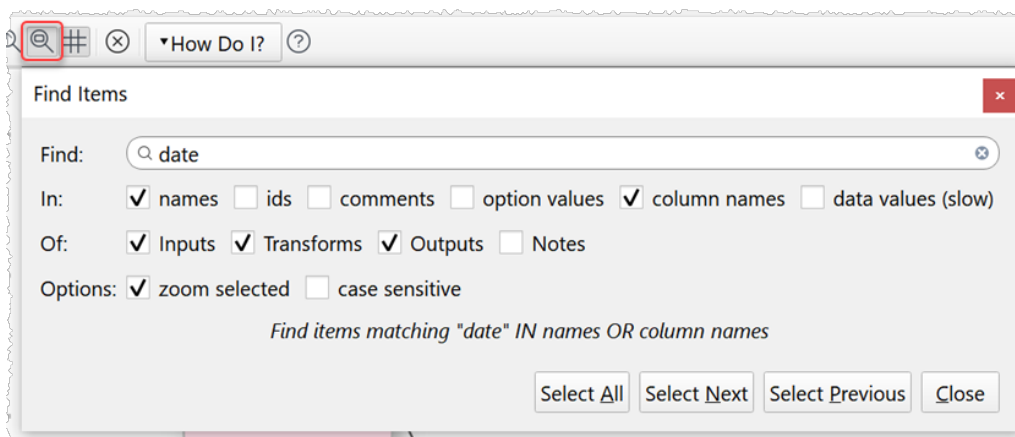 How Do I?
Find Items
Find: date
In: names ids comments option values column names data values (slow)
Of: Inputs Transforms Outputs Notes
Options: zoom selected case sensitive
Find items matching "date" IN names OR column names
Select All Select Next Select Previous Close